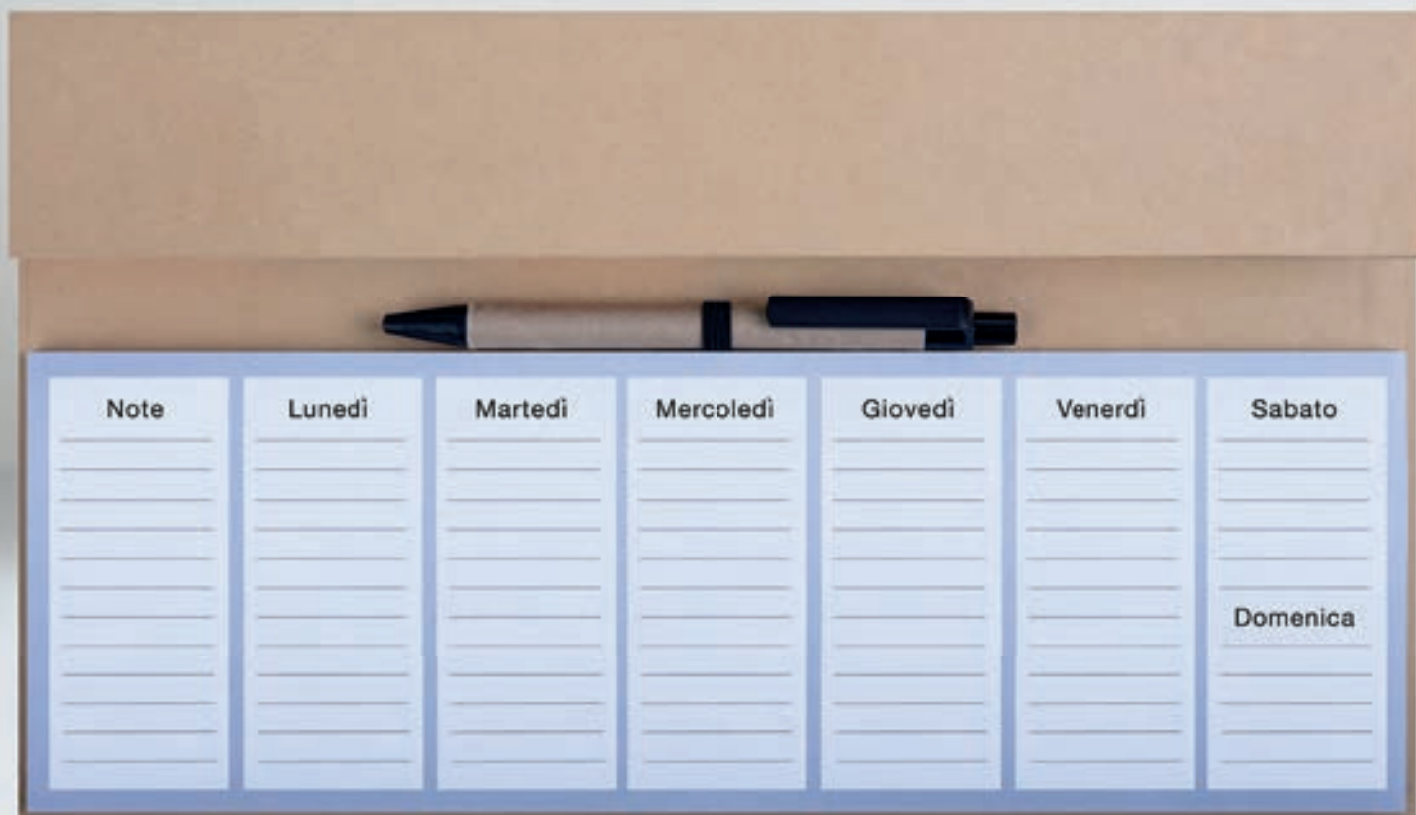 Note
Lunedì
Martedì
Mercoledì
Giovedì
Venerdì
Sabato
Domenica